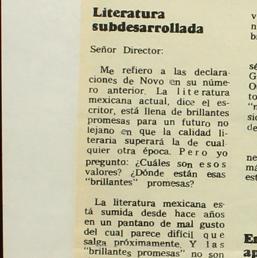 Literatura
subdesarrollada
Señor Director:
Me refiero a las declara-
ciones de Novo en su núme-
ro anterior. La literatura
mexicana actual, dice el es-
critor, está llena de brillantes
promesas para un futuro no
lejano en que la calidad li-
teraria superará la de cual-
quier otra época. Pero yo
pregunto: ¿Cuáles son esos
valores? ¿Dónde están esas
"brillantes" promesas?
La literatura mexicana es-
tá sumida desde hace años
en un pantano de mal gusto
del cual parece difícil que
salga próximamente. Y las
"brillantes promesas" no son